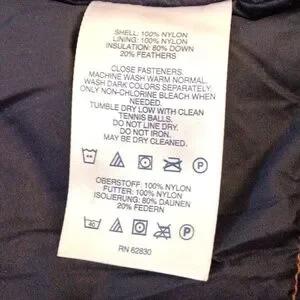 SHELL: 100% NYLON
LINING: 100% NYLON
INSULATION: 80% DOWN
20% FEATHERS
CLOSE FASTENERS.
MACHINE WASH WARM NORMAL.
WASH DARK COLORS SEPARATELY.
ONLY NON-CHLORINE BLEACH WHEN
NEEDED.
TUMBLE DRY LOW WITH CLEAN
TENNIS BALLS.
DO NOT LINE DRY.
DO NOT IRON.
MAY BE DRY CLEANED.
P
OBERSTOFF: 100% NYLON
FUTTER: 100% NYLON
ISOLIERUNG: 80% DAUNEN
20% FEDERN
40
P
RN 62830